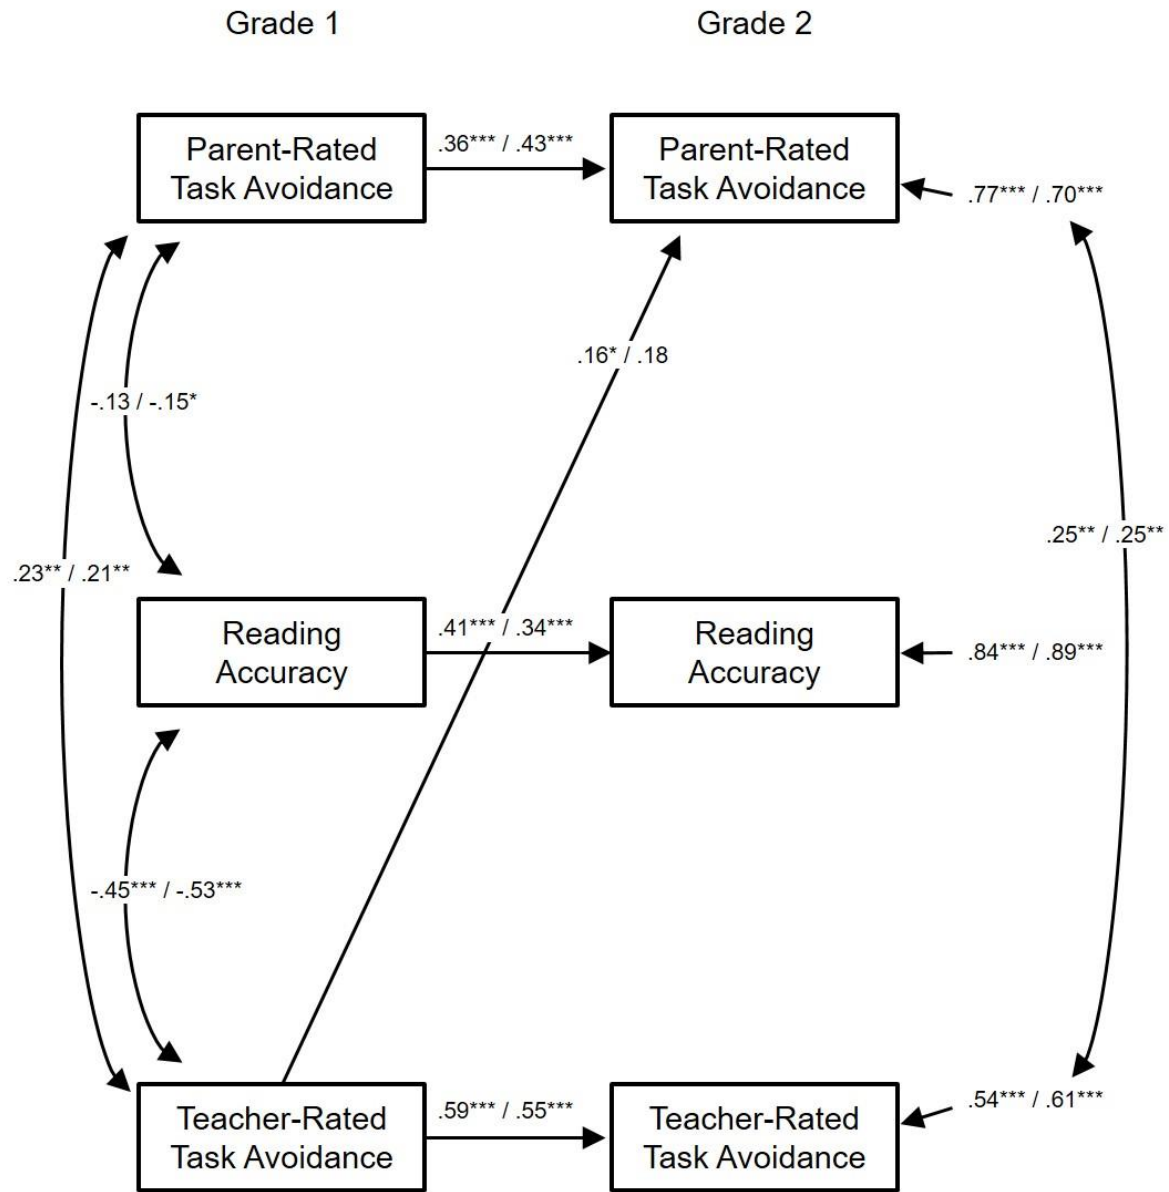 Grade 1
Grade 2
Parent-Rated
Task Avoidance
.36*** / .43***
Parent-Rated
Task Avoidance
.77*** / .70***
.16* / .18
-.13 / -.15*
.25** / .25**
.23** / .21**
Reading
Accuracy
.41*** / .34***
Reading
Accuracy
.84*** / .89***
-.45*** / -.53***
Teacher-Rated
Task Avoidance
.59*** / .55***
Teacher-Rated
Task Avoidance
.54*** / .61***